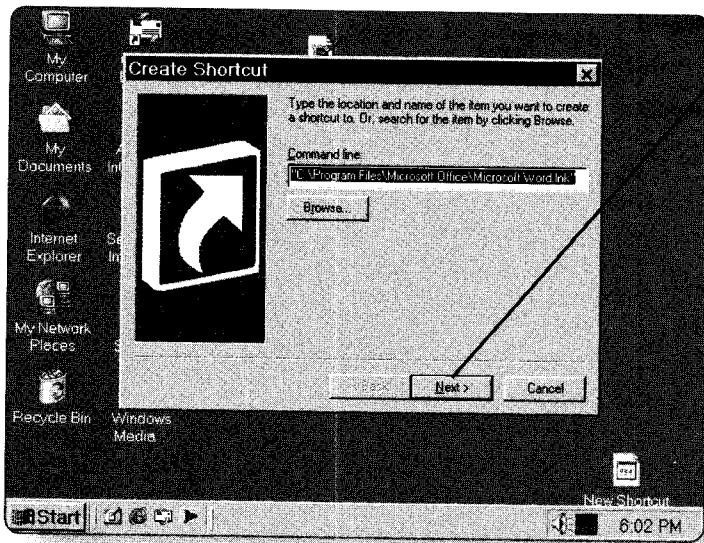 My
Computer
Create Shortcut
Type the location and name of the item you want to create
a shortcut to. Or, search for the item by clicking Browse.
Command line:
"C:\Program Files\Microsoft Office\Microsoft Word.lnk"
Browse...
My
Documents
Internet
Explorer
My Network
Places
Recycle Bin
Windows
Media
< Back
Next >
Cancel
New Shortcut
Start
6:02 PM